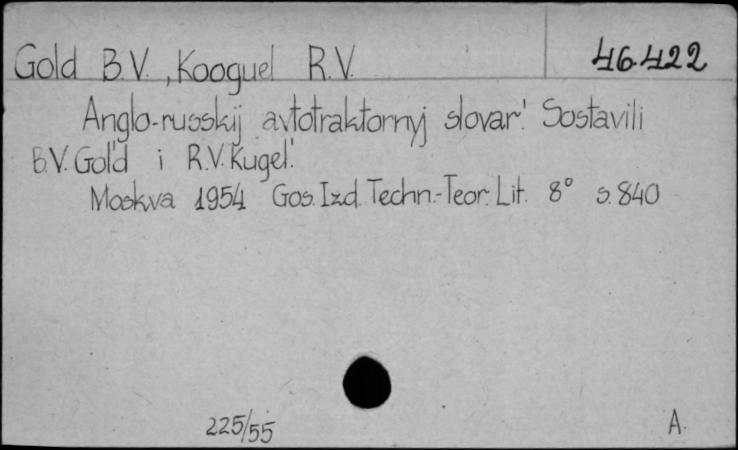 Gold B.V., Kooguel R.V. 46.422
Anglo-russkij avtotraktornyj slovar'. Sostavili
B.V. Gol'd i R.V. Kugel'.
Moskva 1954 Gos. Izd. Techn.-Teor. Lit. 8° s. 840
225/55 A.